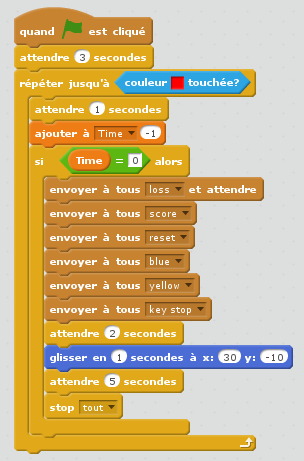 quand est cliqué
attendre 3 secondes
répéter jusqu'à couleur touchée?
attendre 1 secondes
ajouter à Time -1
si Time = 0 alors
envoyer à tous loss et attendre
envoyer à tous score
envoyer à tous reset
envoyer à tous blue
envoyer à tous yellow
envoyer à tous key stop
attendre 2 secondes
glisser en 1 secondes à x: 30 y: -10
attendre 5 secondes
stop tout